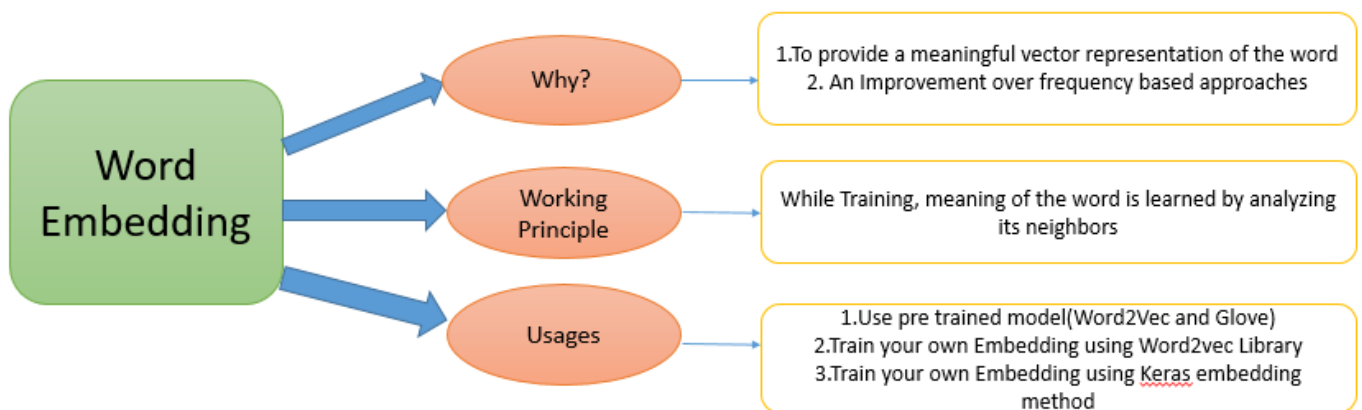 Word
Embedding
Why?
1.To provide a meaningful vector representation of the word
2. An Improvement over frequency based approaches
Working
Principle
While Training, meaning of the word is learned by analyzing
its neighbors
Usages
1.Use pre trained model(Word2Vec and Glove)
2.Train your own Embedding using Word2vec Library
3.Train your own Embedding using Keras embedding
method